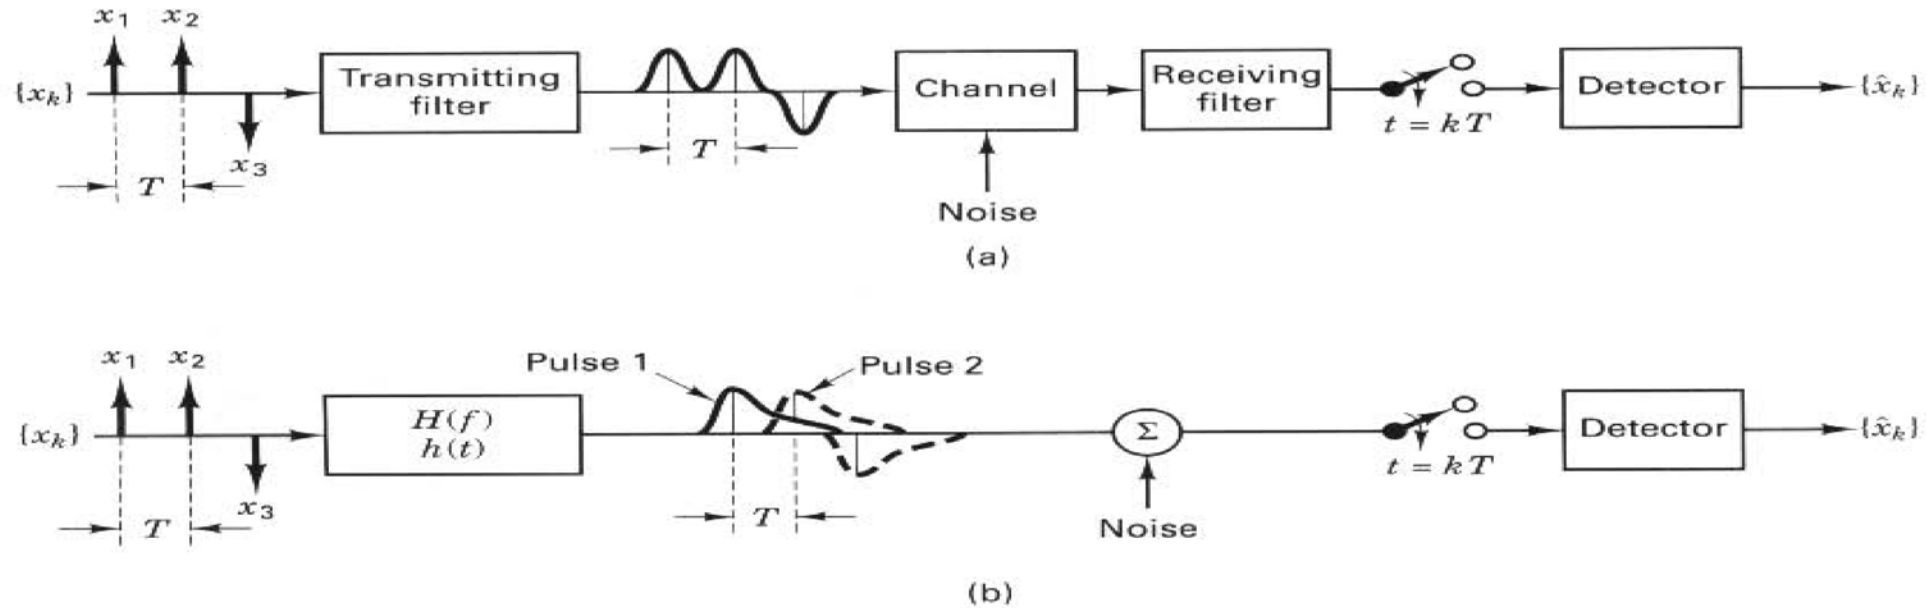 x₁ x₂
{xₖ} Transmitting filter Channel Receiving filter Detector {x̂ₖ}
x₃ T t = kT
T
Noise
(a)
x₁ x₂ Pulse 1 Pulse 2
{xₖ} H(f) h(t) Σ Detector {x̂ₖ}
x₃ T t = kT
T Noise
(b)